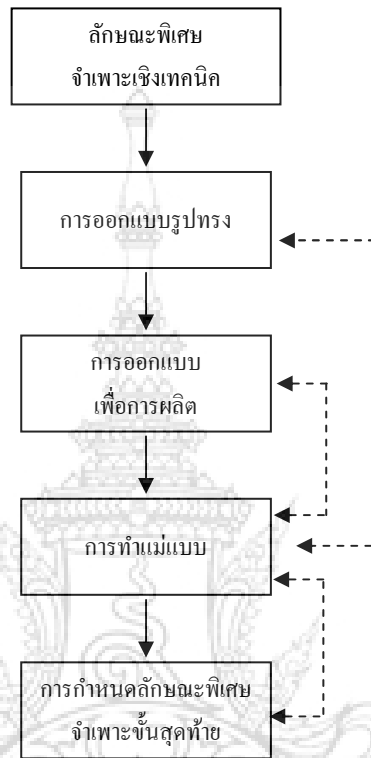 ลักษณะพิเศษ
จำเพาะเชิงเทคนิค
การออกแบบรูปทรง
การออกแบบ
เพื่อการผลิต
การทำแม่แบบ
การกำหนดลักษณะพิเศษ
จำเพาะขั้นสุดท้าย